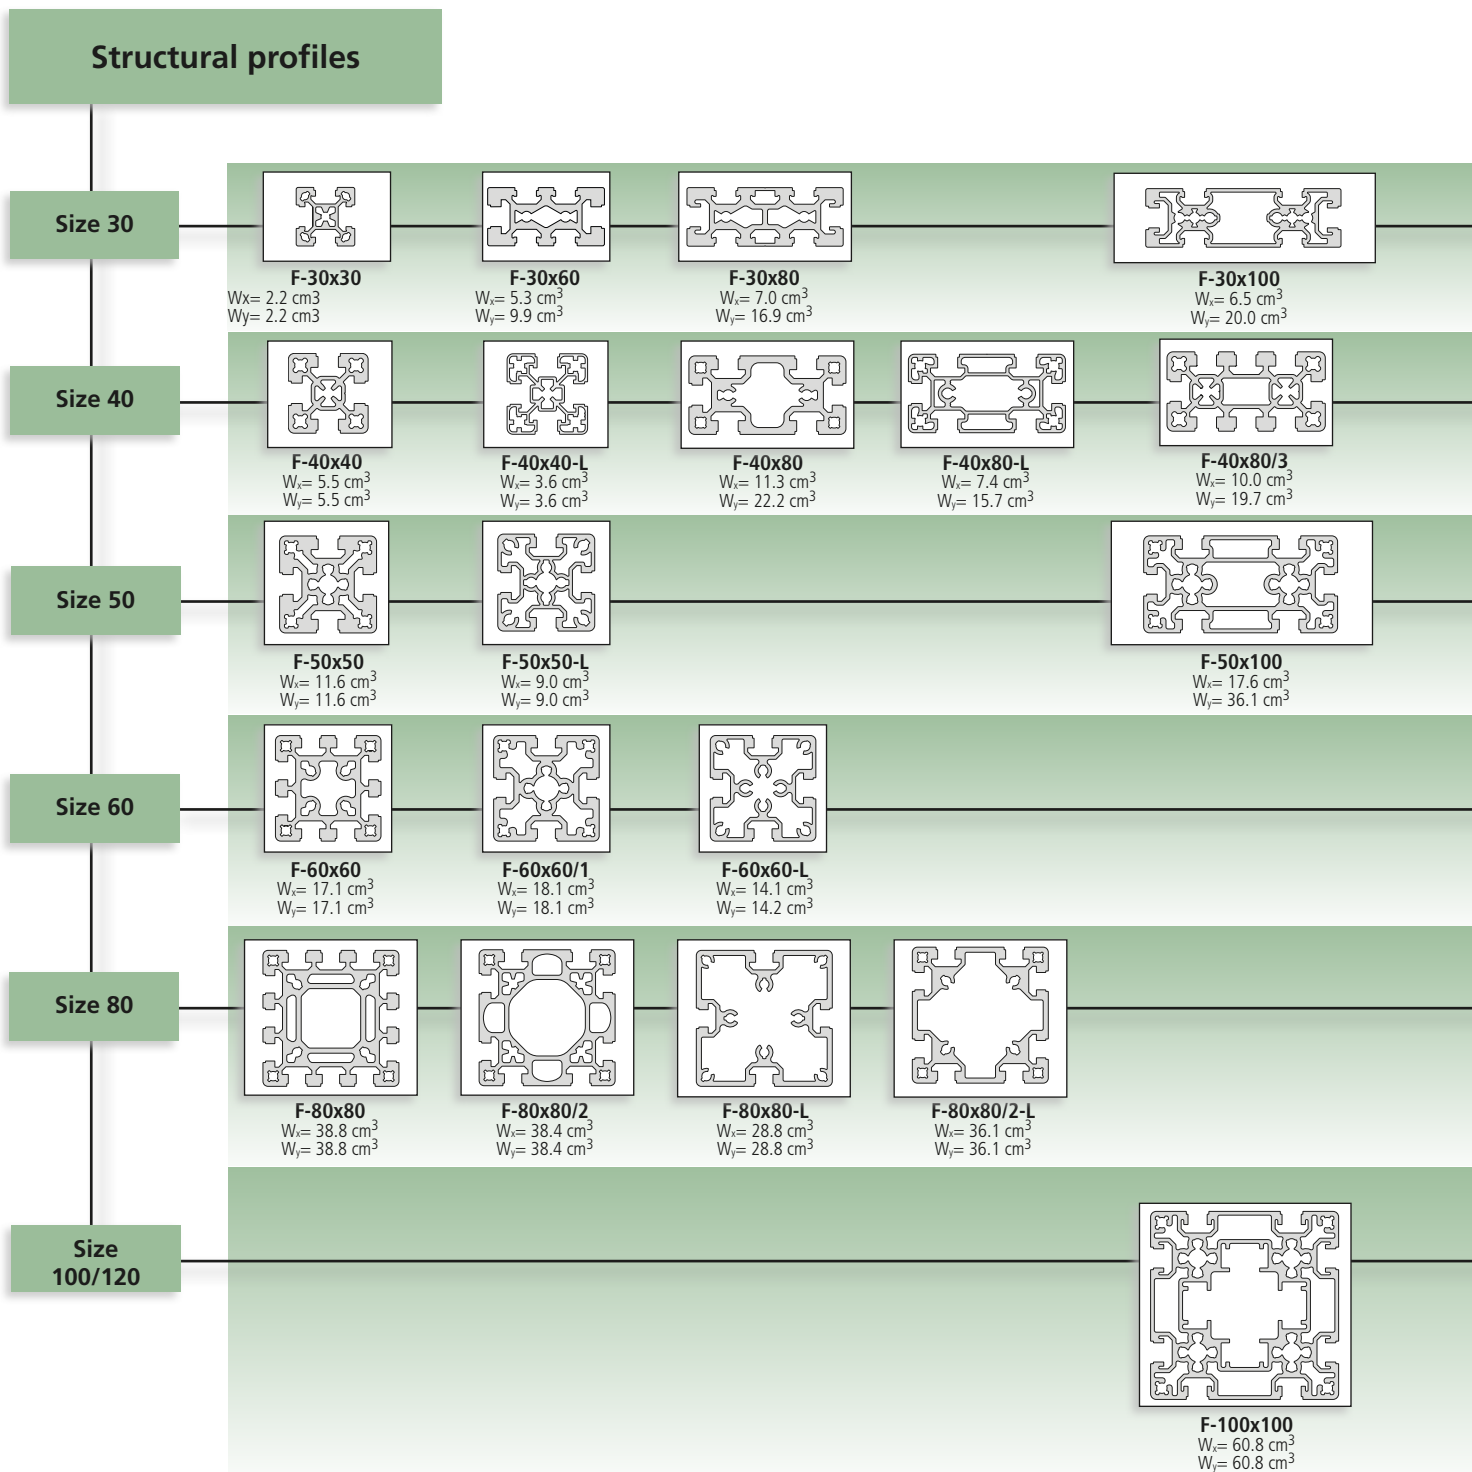 Structural profiles
Size 30
F-30x30
Wx= 2.2 cm3
Wy= 2.2 cm3
F-30x60
Wx= 5.3 cm3
Wy= 9.9 cm3
F-30x80
Wx= 7.0 cm3
Wy= 16.9 cm3
F-30x100
Wx= 6.5 cm3
Wy= 20.0 cm3
Size 40
F-40x40
Wx= 5.5 cm3
Wy= 5.5 cm3
F-40x40-L
Wx= 3.6 cm3
Wy= 3.6 cm3
F-40x80
Wx= 11.3 cm3
Wy= 22.2 cm3
F-40x80-L
Wx= 7.4 cm3
Wy= 15.7 cm3
F-40x80/3
Wx= 10.0 cm3
Wy= 19.7 cm3
Size 50
F-50x50
Wx= 11.6 cm3
Wy= 11.6 cm3
F-50x50-L
Wx= 9.0 cm3
Wy= 9.0 cm3
F-50x100
Wx= 17.6 cm3
Wy= 36.1 cm3
Size 60
F-60x60
Wx= 17.1 cm3
Wy= 17.1 cm3
F-60x60/1
Wx= 18.1 cm3
Wy= 18.1 cm3
F-60x60-L
Wx= 14.1 cm3
Wy= 14.2 cm3
Size 80
F-80x80
Wx= 38.8 cm3
Wy= 38.8 cm3
F-80x80/2
Wx= 38.4 cm3
Wy= 38.4 cm3
F-80x80-L
Wx= 28.8 cm3
Wy= 28.8 cm3
F-80x80/2-L
Wx= 36.1 cm3
Wy= 36.1 cm3
Size
100/120
F-100x100
Wx= 60.8 cm3
Wy= 60.8 cm3